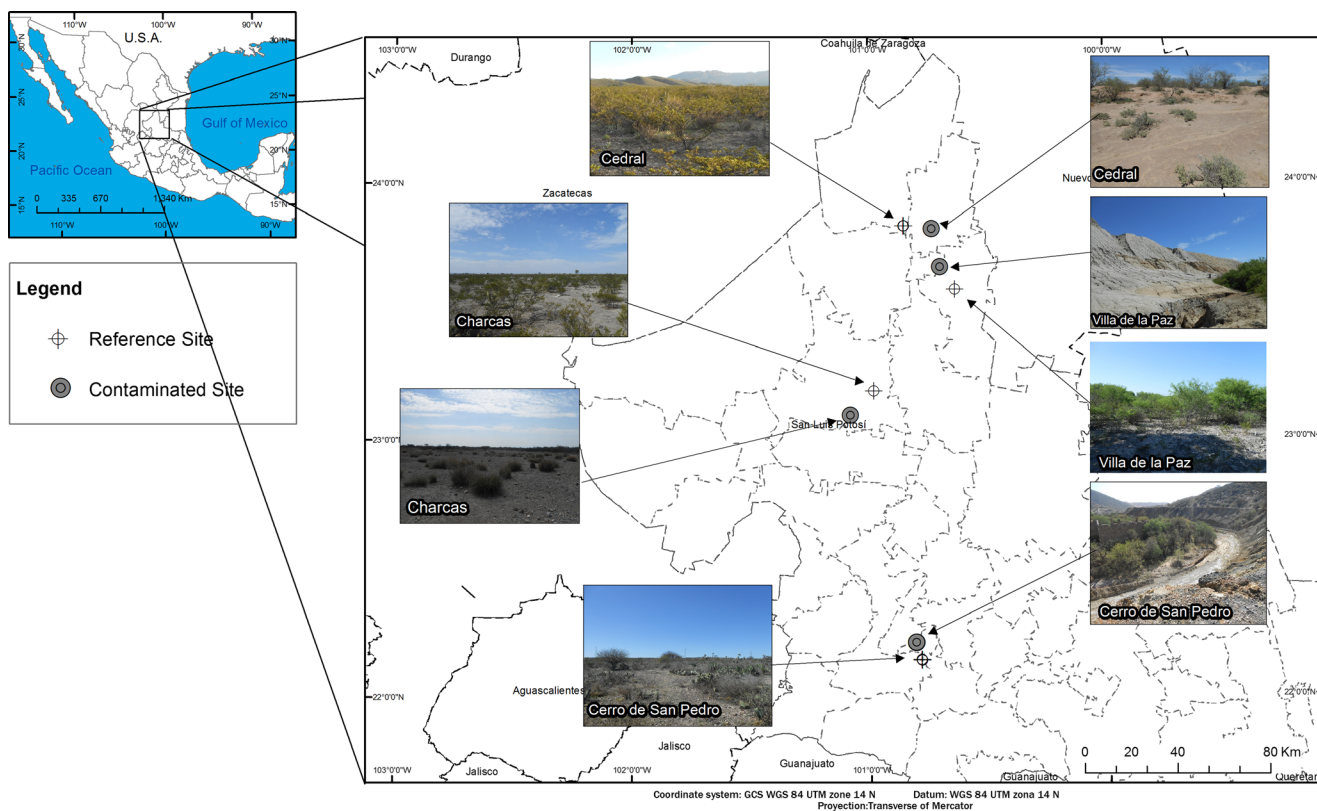 110°W 100°W 90°W
U.S.A.
30°N 30°N
25°N 25°N
Gulf of Mexico
20°N 20°N
Pacific Ocean
0 335 670 1,340 Km
15°N 15°N
110°W 100°W 90°W
Legend
Reference Site
Contaminated Site
103°0'0"W 102°0'0"W 101°0'0"W 100°0'0"W
Coahuila de Zaragoza
Durango
Cedral
Cedral
24°0'0"N 24°0'0"N
Zacatecas
Nuevo
Charcas
Villa de la Paz
San Luis Potosí
23°0'0"N 23°0'0"N
Villa de la Paz
Charcas
Cerro de San Pedro
Aguascalientes
22°0'0"N 22°0'0"N
Cerro de San Pedro
Jalisco
0 20 40 80 Km
Guanajuato
Jalisco
Guanajuato
103°0'0"W 102°0'0"W 101°0'0"W
Coordinate system: GCS WGS 84 UTM zone 14 N Datum: WGS 84 UTM zona 14 N
Projection:Transverse of Mercator